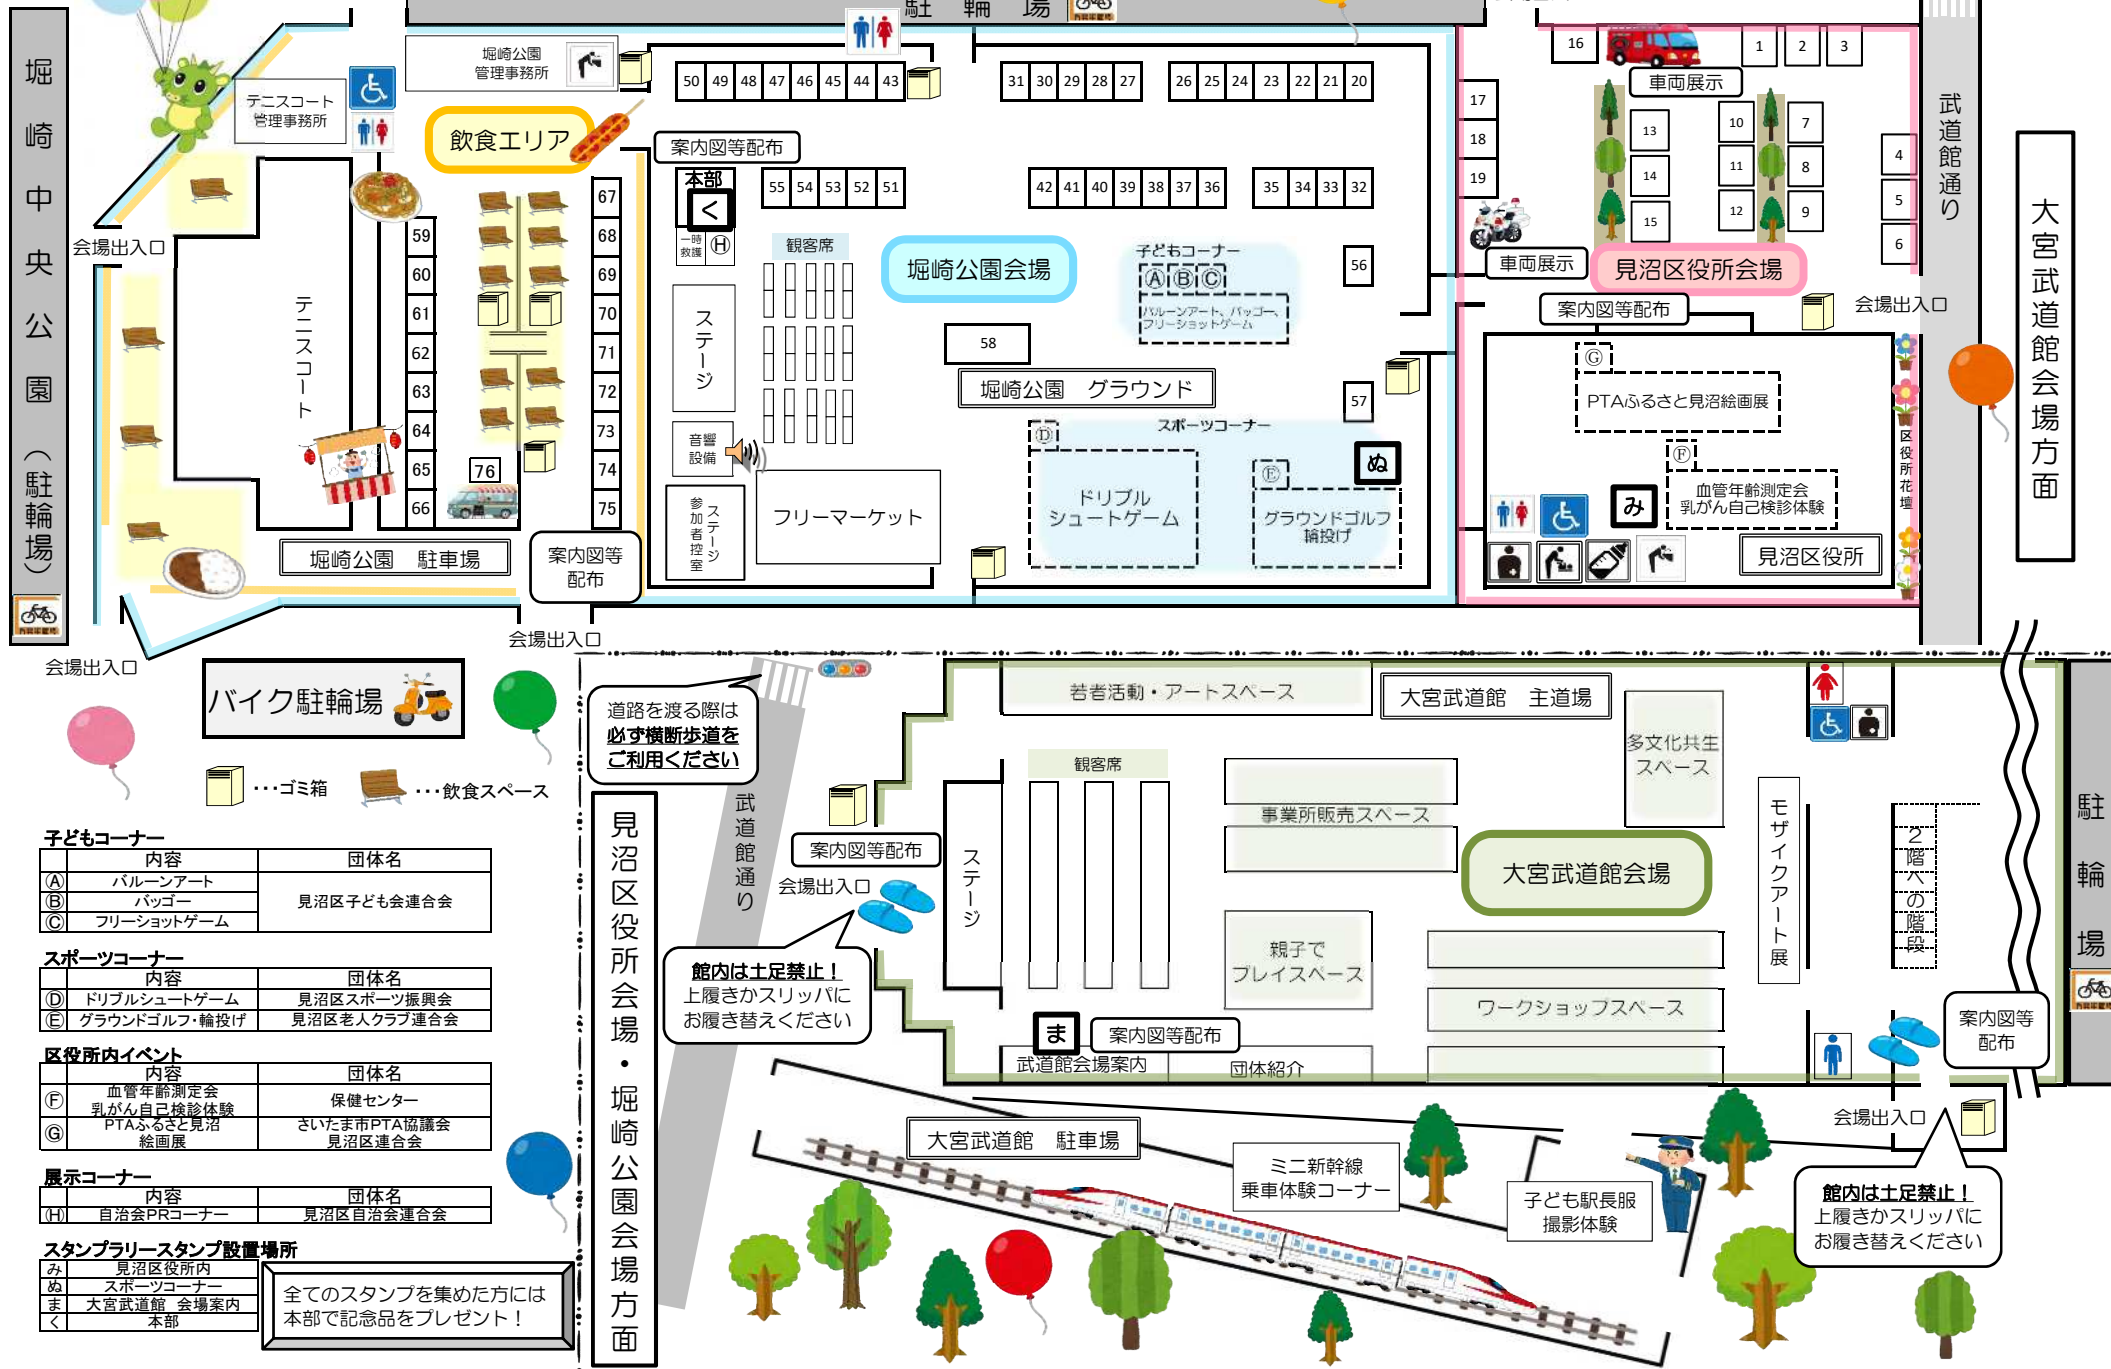 駐輪場
堀崎中央公園（駐輪場）
テニスコート
管理事務所
堀崎公園
管理事務所
飲食エリア
案内図等配布
本部
く
一時
救護
Ⓗ
50 49 48 47 46 45 44 43
31 30 29 28 27
26 25 24 23 22 21 20
55 54 53 52 51
42 41 40 39 38 37 36
35 34 33 32
16
1 2 3
車両展示
17
18
19
13
14
15
10
11
12
7
8
9
4
5
6
武道館通り
大宮武道館会場方面
会場出入口
テニスコート
59
60
61
62
63
64
65
66
67
68
69
70
71
72
73
74
75
76
観客席
ステージ
音響
設備
ステージ
参加者控室
フリーマーケット
堀崎公園会場
子どもコーナー
Ⓐ Ⓑ Ⓒ
バルーンアート、バッゴー、
フリーショットゲーム
56
57
58
堀崎公園　グラウンド
スポーツコーナー
Ⓓ
ドリブル
シュートゲーム
Ⓔ
ぬ
グラウンドゴルフ
輪投げ
車両展示
見沼区役所会場
案内図等配布
会場出入口
Ⓖ
PTAふるさと見沼絵画展
Ⓕ
血管年齢測定会
乳がん自己検診体験
み
見沼区役所
区役所花壇
堀崎公園　駐車場
案内図等
配布
会場出入口
会場出入口
バイク駐輪場
･･･ゴミ箱
･･･飲食スペース
子どもコーナー
内容 団体名
Ⓐ バルーンアート
Ⓑ バッゴー 見沼区子ども会連合会
Ⓒ フリーショットゲーム
スポーツコーナー
内容 団体名
Ⓓ ドリブルシュートゲーム 見沼区スポーツ振興会
Ⓔ グラウンドゴルフ・輪投げ 見沼区老人クラブ連合会
区役所内イベント
内容 団体名
Ⓕ 血管年齢測定会
乳がん自己検診体験 保健センター
Ⓖ PTAふるさと見沼
絵画展 さいたま市PTA協議会
見沼区連合会
展示コーナー
内容 団体名
Ⓗ 自治会PRコーナー 見沼区自治会連合会
スタンプラリースタンプ設置場所
み 見沼区役所内
ぬ スポーツコーナー
ま 大宮武道館　会場案内
く 本部
全てのスタンプを集めた方には
本部で記念品をプレゼント！
見沼区役所会場・堀崎公園会場方面
道路を渡る際は
必ず横断歩道を
ご利用ください
武道館通り
案内図等配布
会場出入口
館内は土足禁止！
上履きかスリッパに
お履き替えください
若者活動・アートスペース
大宮武道館　主道場
多文化共生
スペース
観客席
ステージ
事業所販売スペース
大宮武道館会場
モザイクアート展
２階への階段
駐輪場
親子で
プレイスペース
ワークショップスペース
ま
案内図等配布
武道館会場案内
団体紹介
案内図等
配布
会場出入口
大宮武道館　駐車場
ミニ新幹線
乗車体験コーナー
子ども駅長服
撮影体験
館内は土足禁止！
上履きかスリッパに
お履き替えください